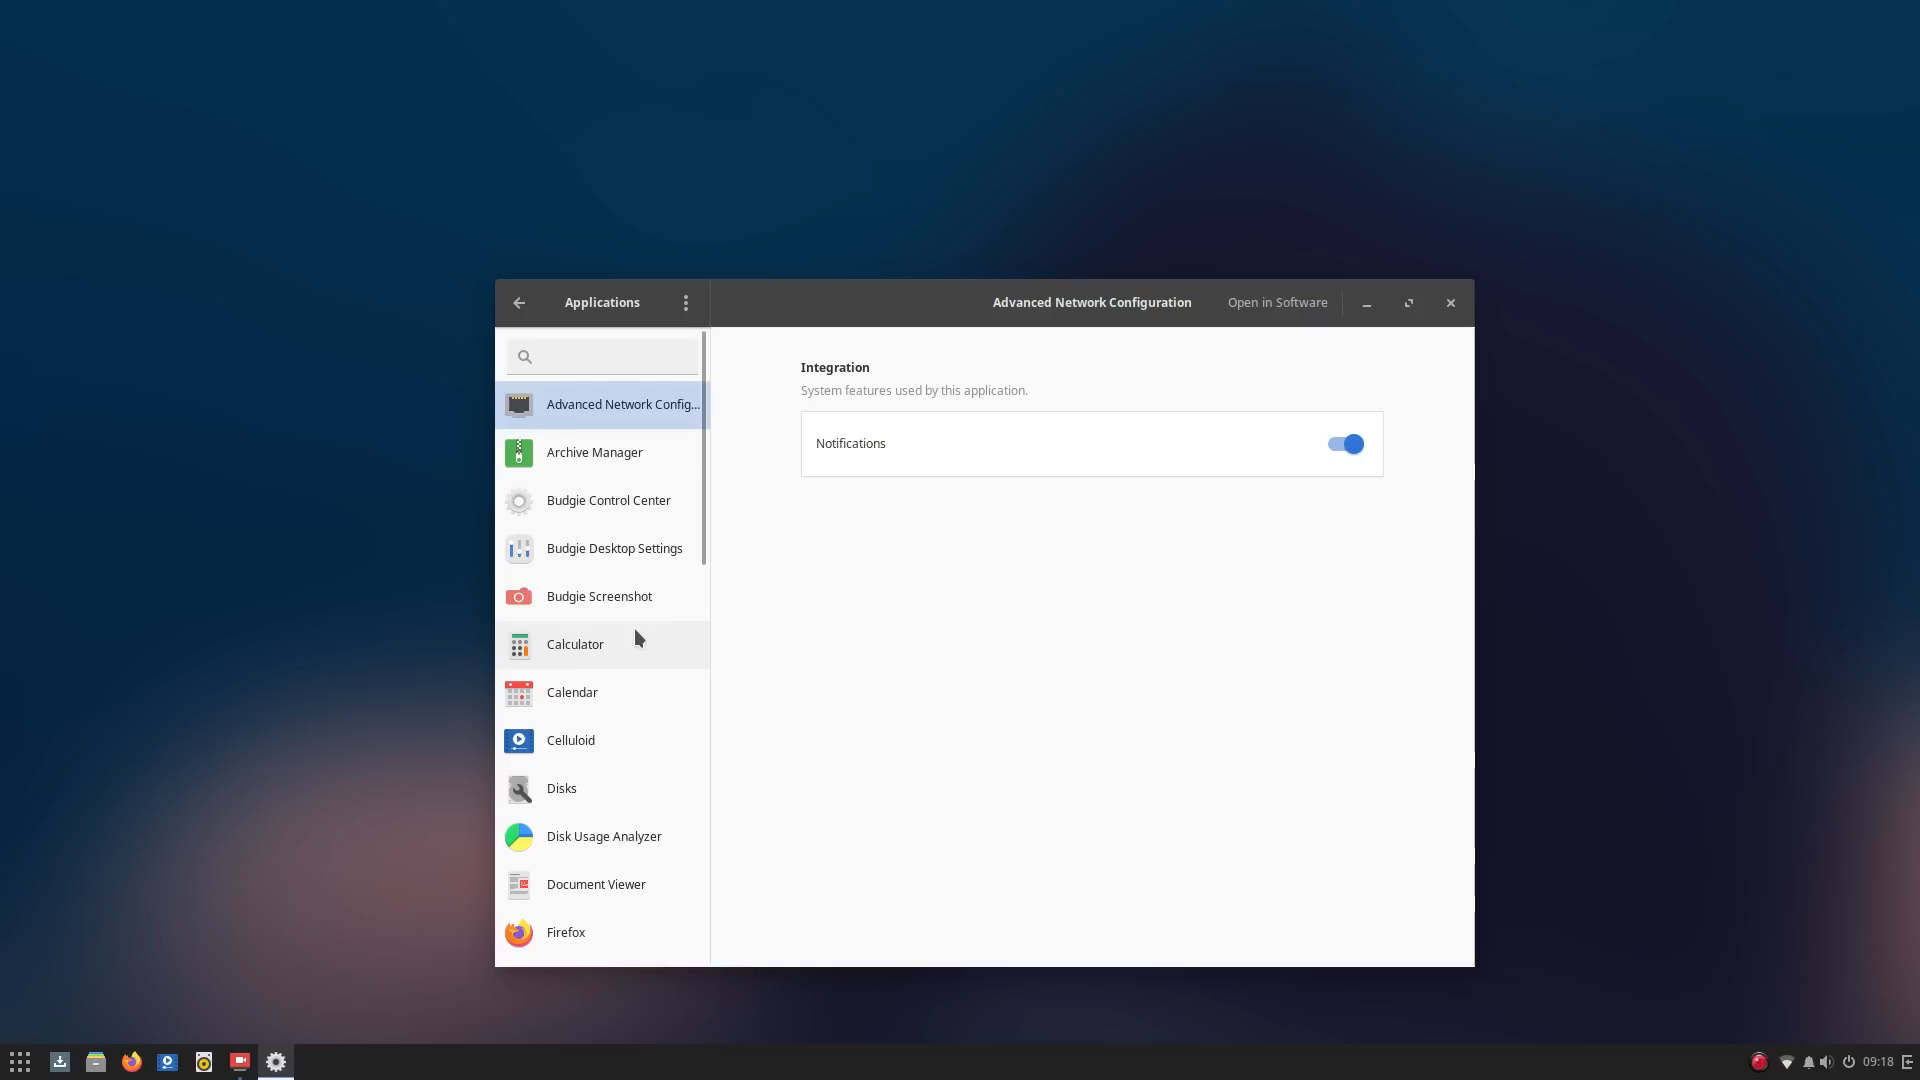 Applications
Advanced Network Configuration
Open in Software
Advanced Network Config...
Archive Manager
Budgie Control Center
Budgie Desktop Settings
Budgie Screenshot
Calculator
Calendar
Celluloid
Disks
Disk Usage Analyzer
Document Viewer
Firefox
Integration
System features used by this application.
Notifications
09:18